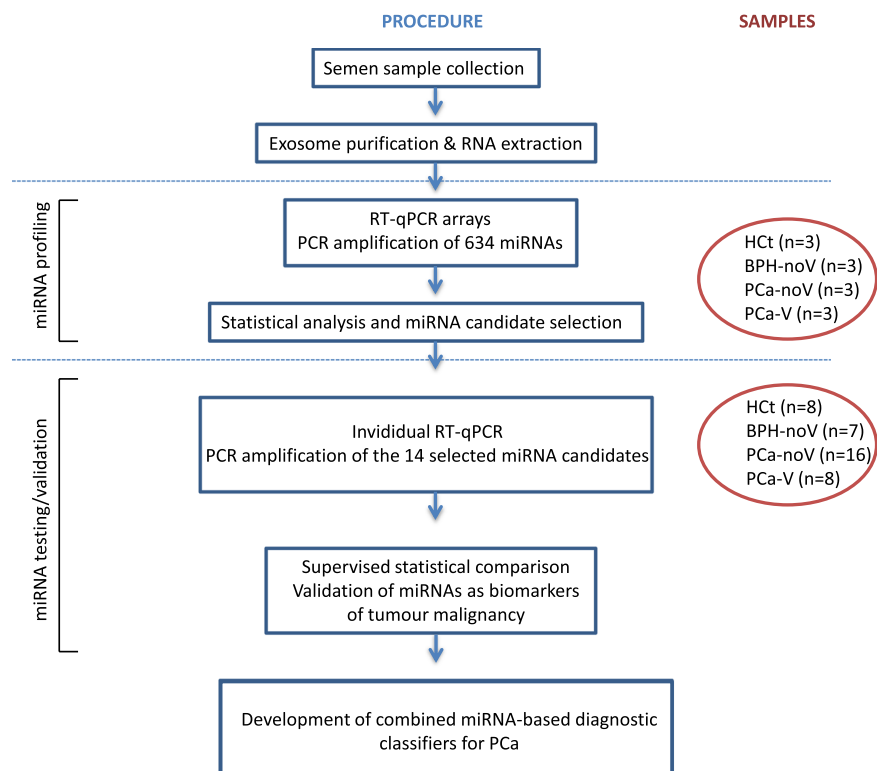 PROCEDURE
SAMPLES
Semen sample collection
Exosome purification & RNA extraction
miRNA profiling
RT-qPCR arrays
PCR amplification of 634 miRNAs
HCt (n=3)
BPH-noV (n=3)
PCa-noV (n=3)
PCa-V (n=3)
Statistical analysis and miRNA candidate selection
miRNA testing/validation
Invididual RT-qPCR
PCR amplification of the 14 selected miRNA candidates
HCt (n=8)
BPH-noV (n=7)
PCa-noV (n=16)
PCa-V (n=8)
Supervised statistical comparison
Validation of miRNAs as biomarkers
of tumour malignancy
Development of combined miRNA-based diagnostic
classifiers for PCa